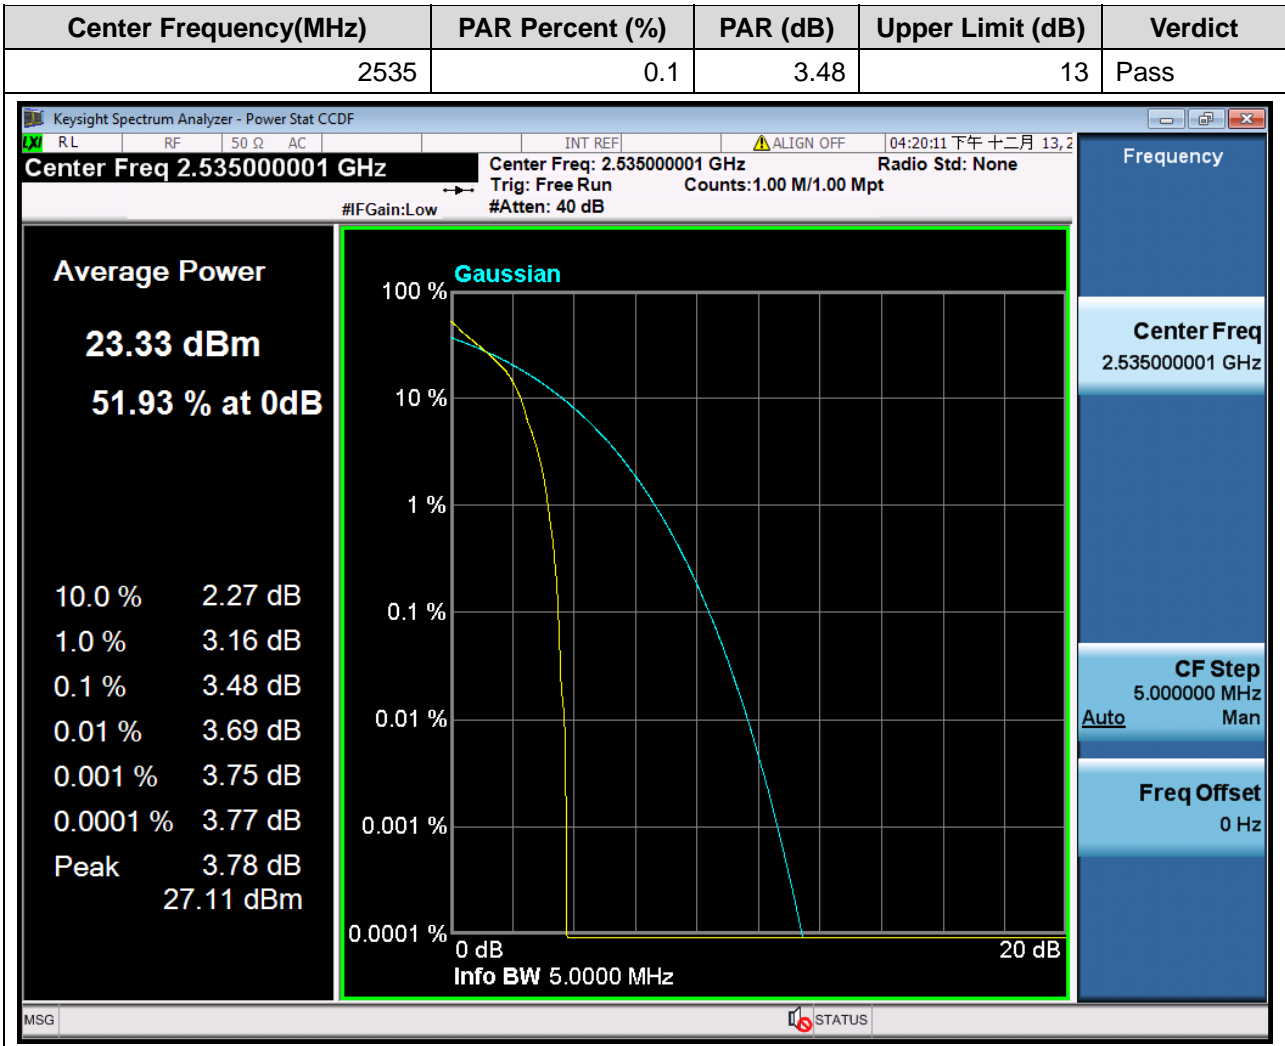 Center Frequency(MHz) PAR Percent (%) PAR (dB) Upper Limit (dB) Verdict
2535 0.1 3.48 13 Pass
Keysight Spectrum Analyzer - Power Stat CCDF
LXI RL RF 50 Ω AC INT REF ALIGN OFF 04:20:11 下午 十二月 13, 2
Center Freq 2.535000001 GHz
Center Freq: 2.535000001 GHz Radio Std: None
Trig: Free Run Counts:1.00 M/1.00 Mpt
#IFGain:Low #Atten: 40 dB
Average Power
23.33 dBm
51.93 % at 0dB
10.0 % 2.27 dB
1.0 % 3.16 dB
0.1 % 3.48 dB
0.01 % 3.69 dB
0.001 % 3.75 dB
0.0001 % 3.77 dB
Peak 3.78 dB
27.11 dBm
Gaussian
100 %
10 %
1 %
0.1 %
0.01 %
0.001 %
0.0001 %
0 dB 20 dB
Info BW 5.0000 MHz
Frequency
Center Freq
2.535000001 GHz
CF Step
5.000000 MHz
Auto Man
Freq Offset
0 Hz
MSG STATUS